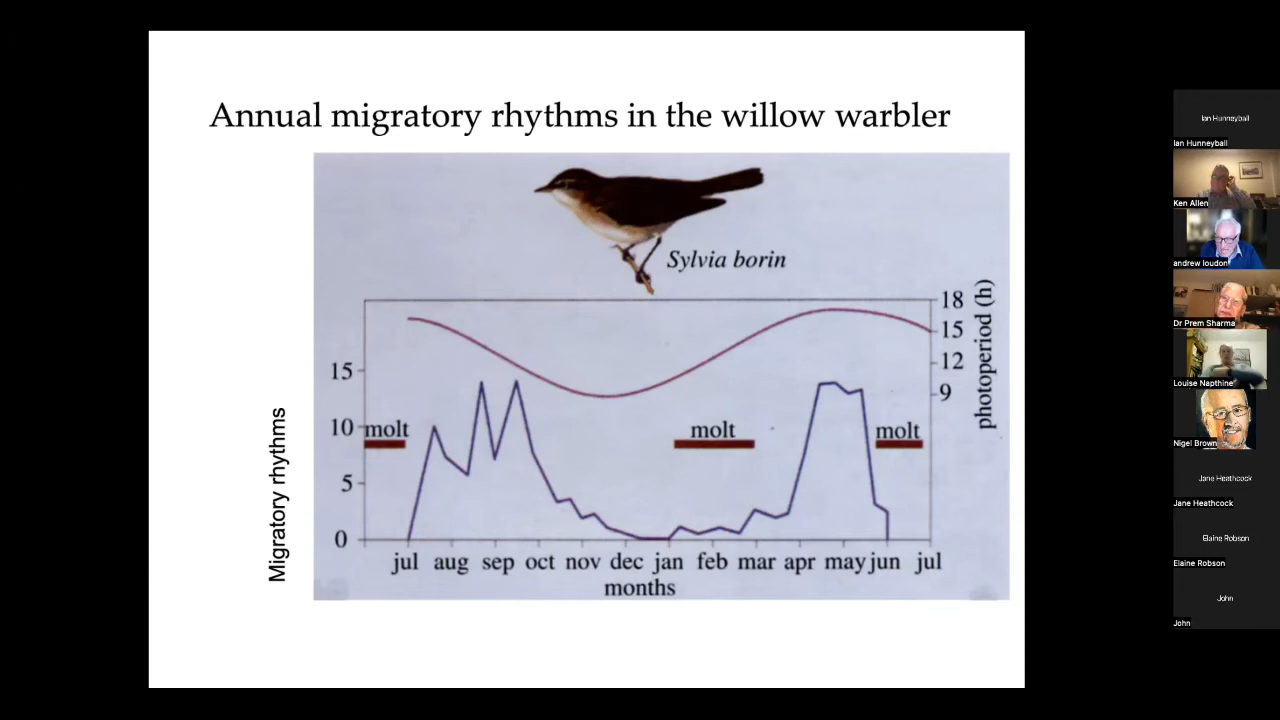 Annual migratory rhythms in the willow warbler
Sylvia borin
18
15
12
9
photoperiod (h)
15
10
5
0
molt
molt
molt
Migratory rhythms
jul aug sep oct nov dec jan feb mar apr may jun jul
months
Ian Hunneyball
Ian Hunneyball
Ken Allen
andrew loudon
Dr Prem Sharma
Louise Napthine
Nigel Brown
Jane Heathcock
Jane Heathcock
Elaine Robson
Elaine Robson
John
John